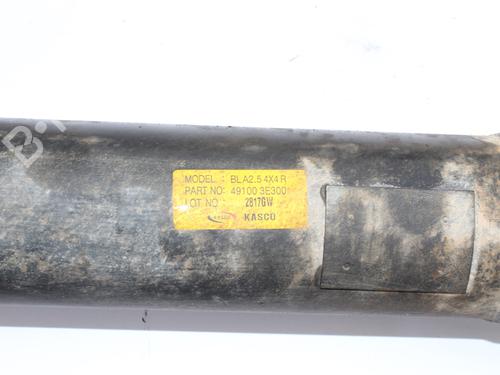 MODEL : BLA2.5 4X4 R
PART NO: 49100 3E300
LOT NO : 2817GW
KASCO